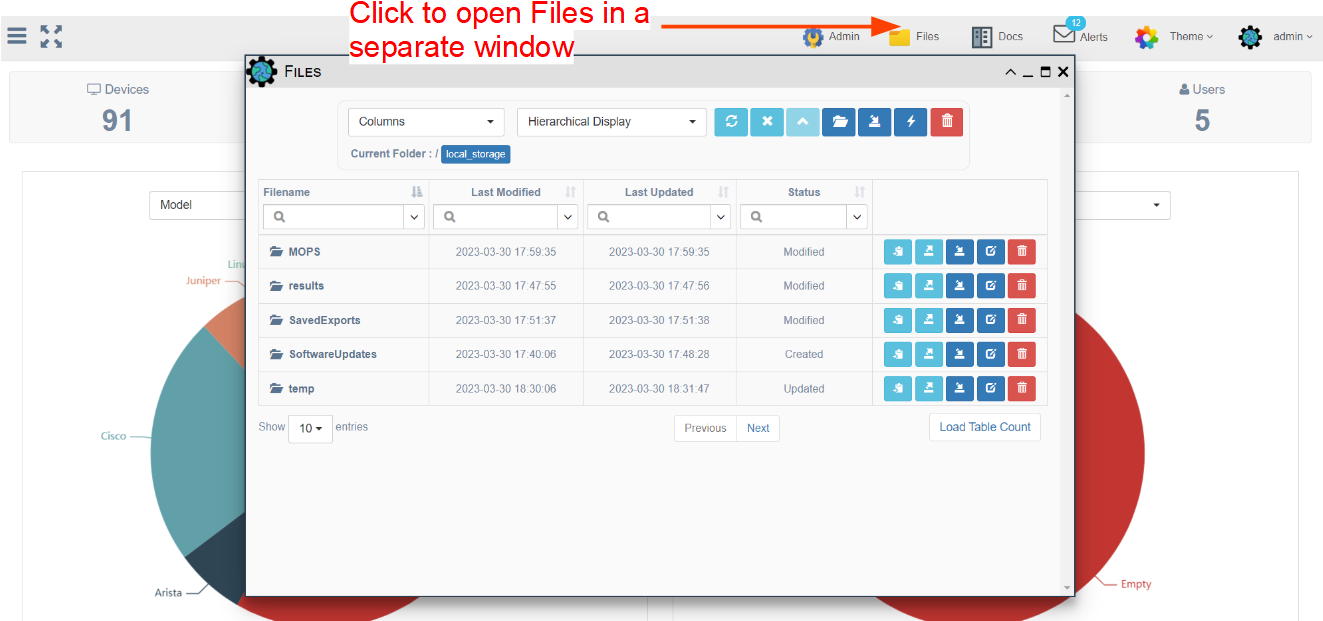 Click to open Files in a
separate window
Admin
Files
Docs
12
Alerts
Theme
admin
Devices
91
Users
5
FILES
Columns
Hierarchical Display
Current Folder : / local_storage
Filename Last Modified Last Updated Status
MOPS 2023-03-30 17:59:35 2023-03-30 17:59:35 Modified
results 2023-03-30 17:47:55 2023-03-30 17:47:56 Modified
SavedExports 2023-03-30 17:51:37 2023-03-30 17:51:38 Modified
SoftwareUpdates 2023-03-30 17:40:06 2023-03-30 17:48:28 Created
temp 2023-03-30 18:30:06 2023-03-30 18:31:47 Updated
Show 10 entries
Previous
Next
Load Table Count
Model
Juniper
Cisco
Arista
Empty